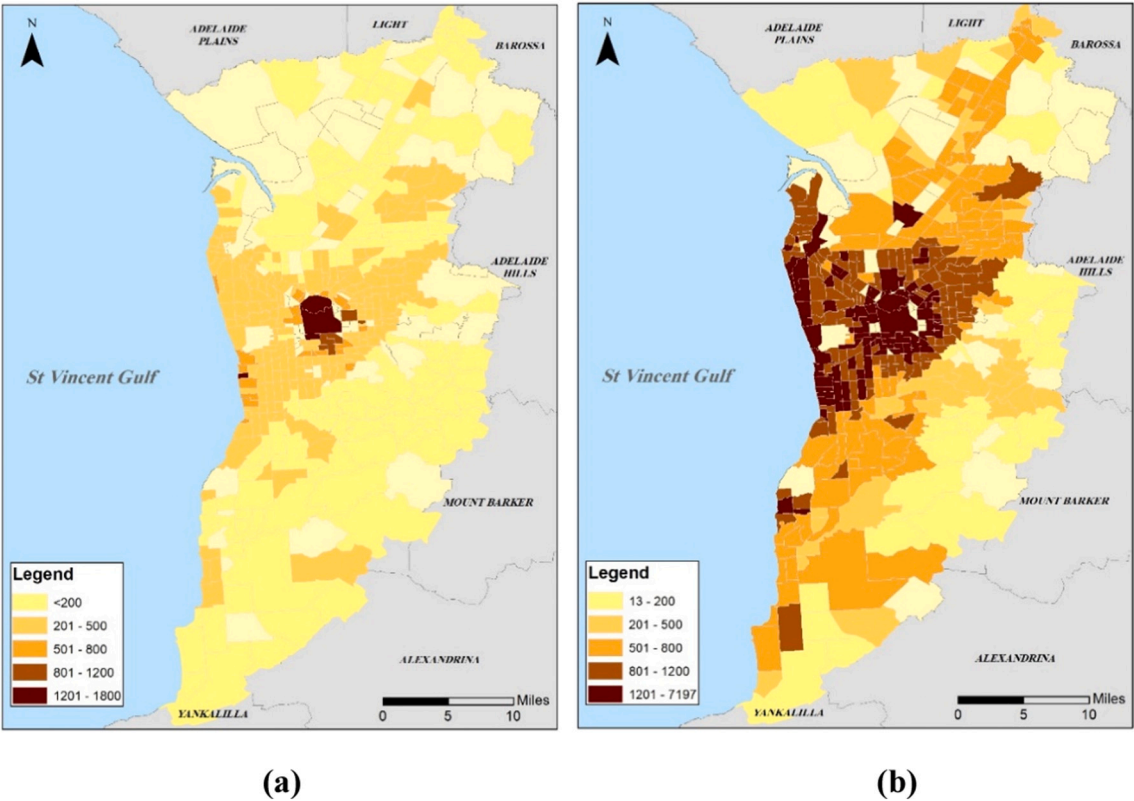 N
ADELAIDE
PLAINS
LIGHT
BAROSSA
ADELAIDE
HILLS
St Vincent Gulf
MOUNT BARKER
Legend
<200
201 - 500
501 - 800
801 - 1200
1201 - 1800
ALEXANDRINA
Miles
0 5 10
YANKALILLA
(a)
N
ADELAIDE
PLAINS
LIGHT
BAROSSA
ADELAIDE
HILLS
St Vincent Gulf
MOUNT BARKER
Legend
13 - 200
201 - 500
501 - 800
801 - 1200
1201 - 7197
ALEXANDRINA
Miles
0 5 10
YANKALILLA
(b)